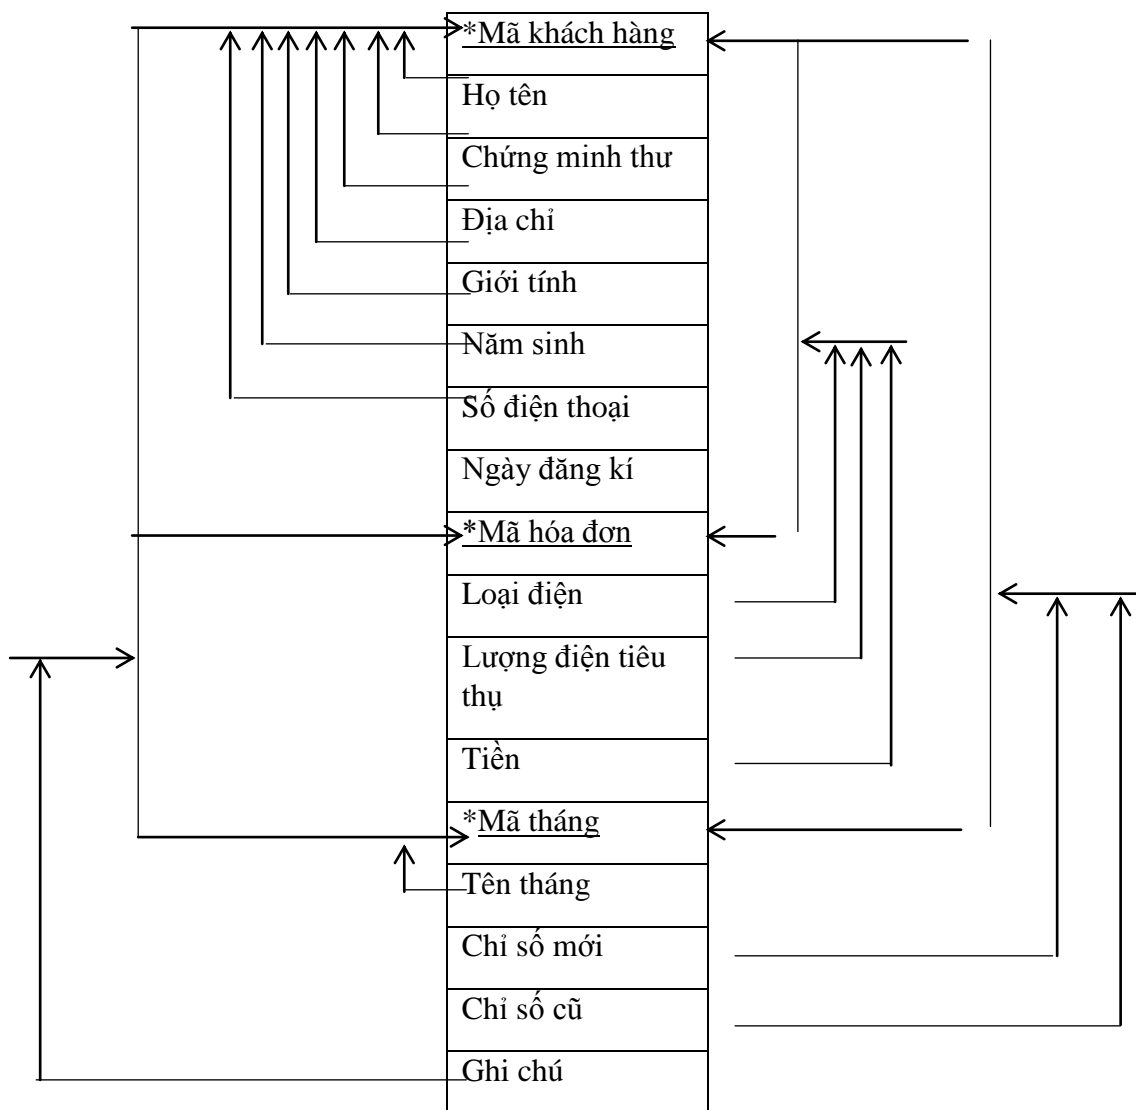 *Mã khách hàng
Họ tên
Chứng minh thư
Địa chỉ
Giới tính
Năm sinh
Số điện thoại
Ngày đăng kí
*Mã hóa đơn
Loại điện
Lượng điện tiêu
thụ
Tiền
*Mã tháng
Tên tháng
Chỉ số mới
Chỉ số cũ
Ghi chú